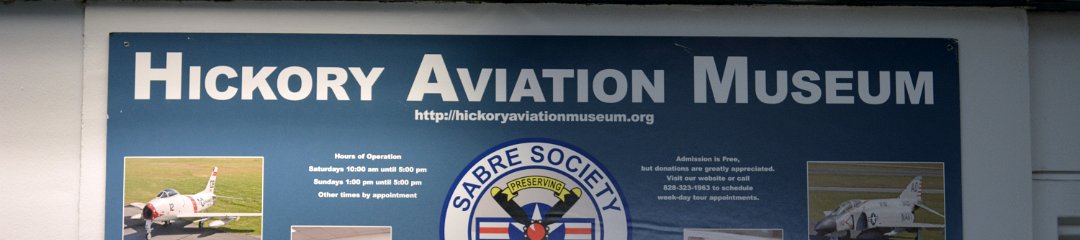 HICKORY AVIATION MUSEUM
http://hickoryaviationmuseum.org
Hours of Operation
Saturdays 10:00 am until 5:00 pm
Sundays 1:00 pm until 5:00 pm
Other times by appointment
SABRE SOCIETY
PRESERVING
Admission is Free,
but donations are greatly appreciated.
Visit our website or call
828-323-1963 to schedule
week-day tour appointments.